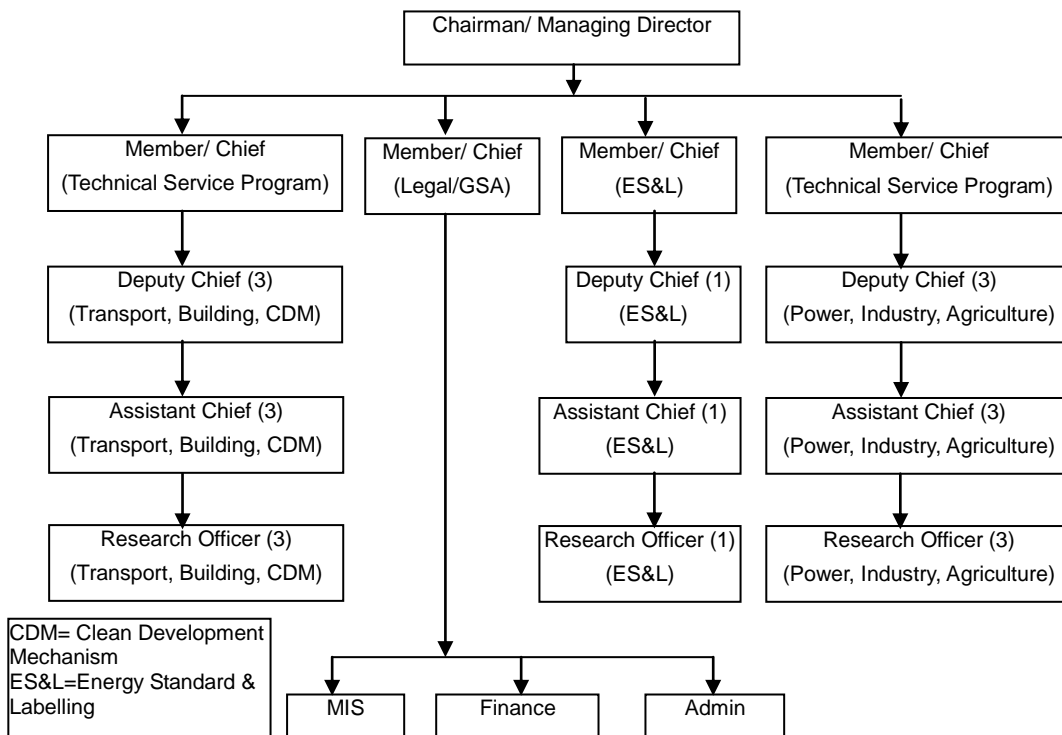 Chairman/ Managing Director
Member/ Chief
(Technical Service Program)
Member/ Chief
(Legal/GSA)
Member/ Chief
(ES&L)
Member/ Chief
(Technical Service Program)
Deputy Chief (3)
(Transport, Building, CDM)
Deputy Chief (1)
(ES&L)
Deputy Chief (3)
(Power, Industry, Agriculture)
Assistant Chief (3)
(Transport, Building, CDM)
Assistant Chief (1)
(ES&L)
Assistant Chief (3)
(Power, Industry, Agriculture)
Research Officer (3)
(Transport, Building, CDM)
Research Officer (1)
(ES&L)
Research Officer (3)
(Power, Industry, Agriculture)
CDM= Clean Development
Mechanism
ES&L=Energy Standard &
Labelling
MIS
Finance
Admin